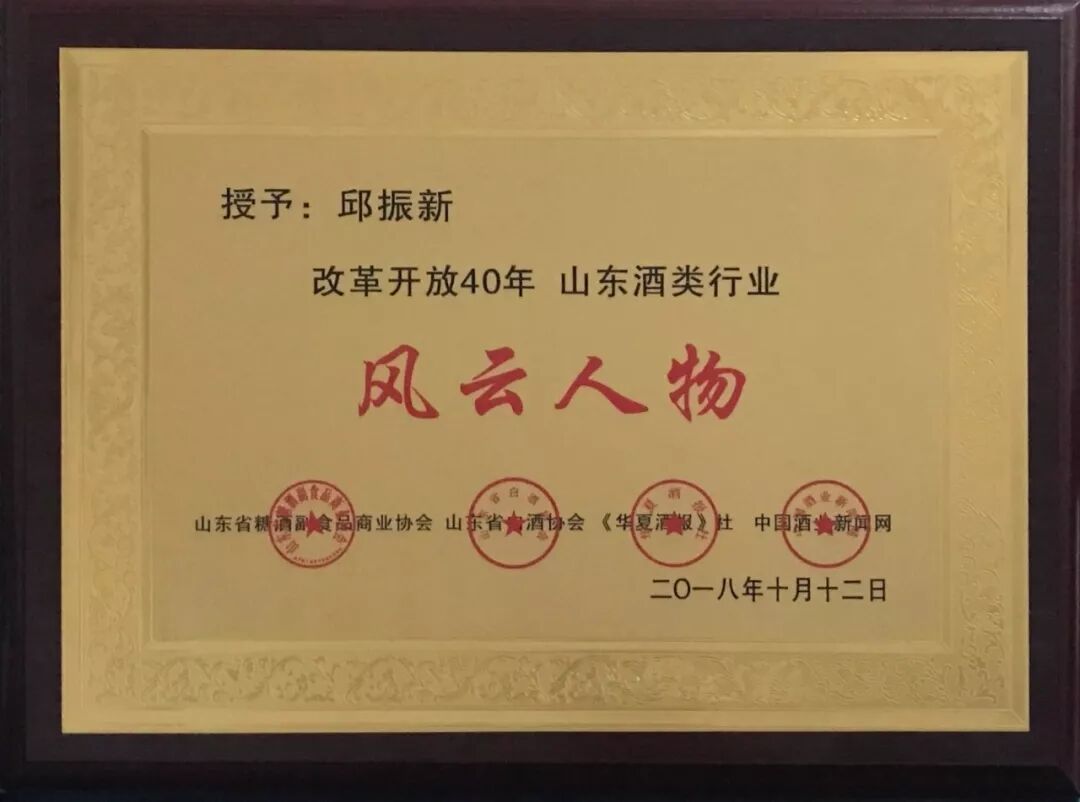 授予：邱振新
改革开放40年 山东酒类行业
风云人物
山东省糖酒副食品商业协会 山东省白酒协会 《华夏酒报》社 中国酒业新闻网
二〇一八年十月十二日